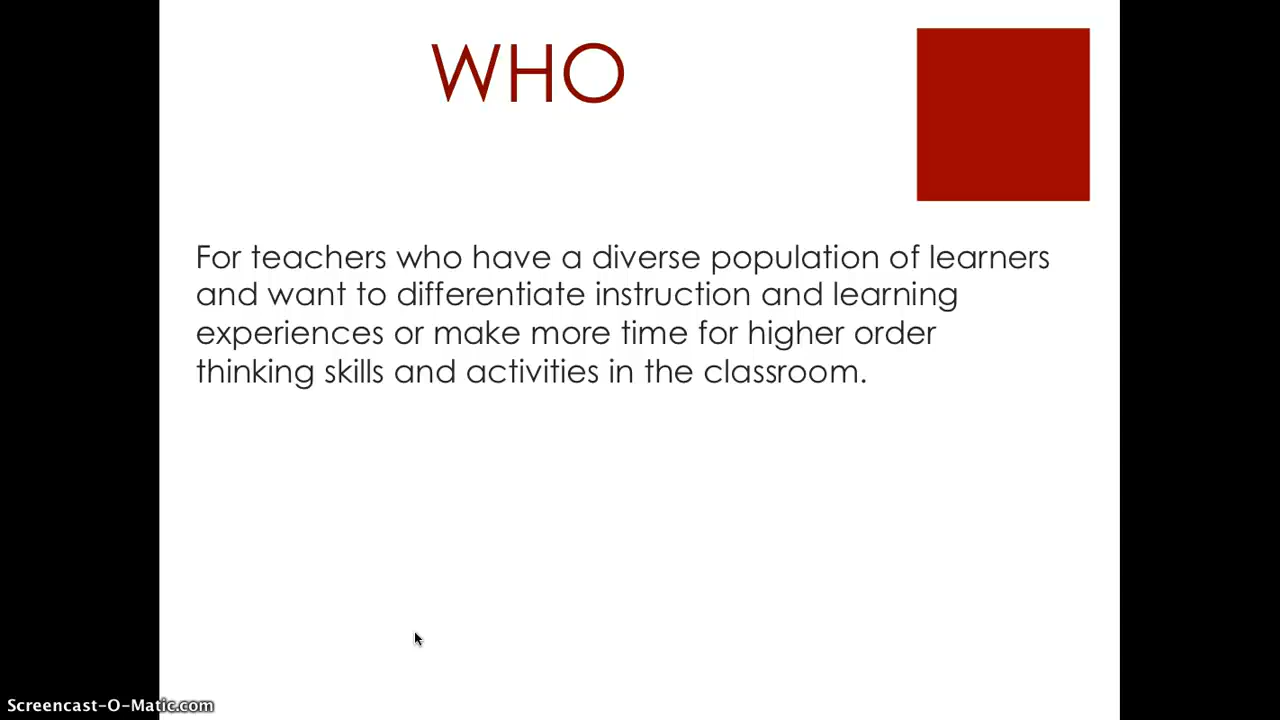 WHO
For teachers who have a diverse population of learners
and want to differentiate instruction and learning
experiences or make more time for higher order
thinking skills and activities in the classroom.
Screencast-O-Matic.com